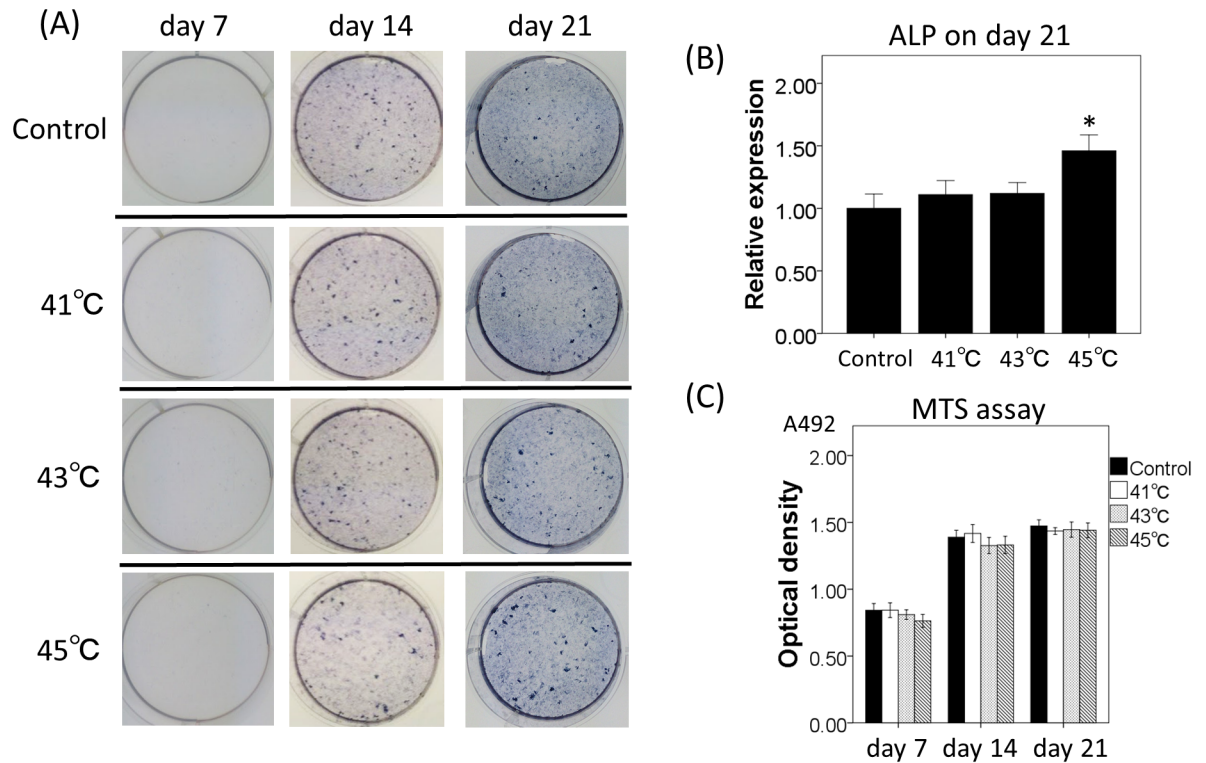 (A)
day 7 day 14 day 21
Control
41℃
43℃
45℃
(B)
ALP on day 21
Relative expression
2.00
1.50
1.00
0.50
0.00
*
Control 41℃ 43℃ 45℃
(C)
MTS assay
A492
Optical density
2.00
1.50
1.00
0.50
0.00
day 7 day 14 day 21
Control
41℃
43℃
45℃